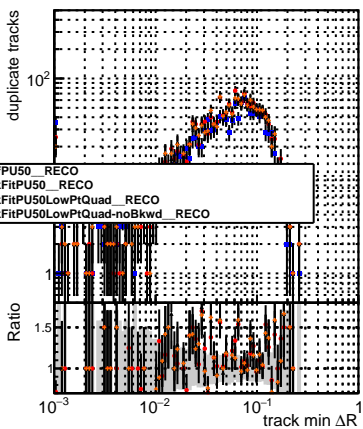 duplicate tracks
10²
PU50__RECO
FitPU50__RECO
FitPU50LowPtQuad__RECO
FitPU50LowPtQuad-noBkwd__RECO
1
Ratio
1.5
1
10⁻³ 10⁻² 10⁻¹ 1
track min ΔR